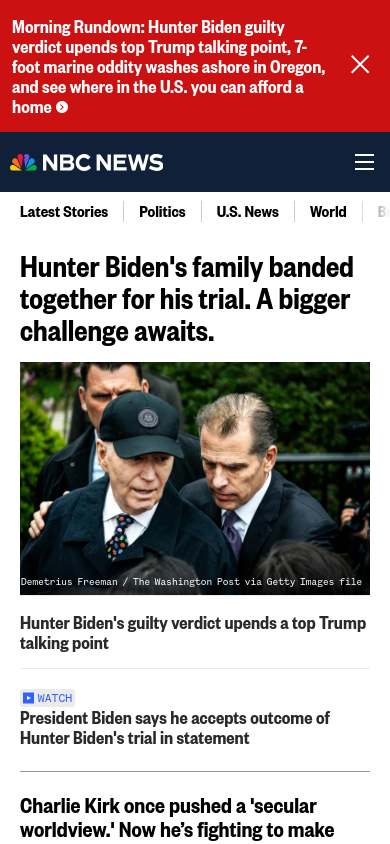 Morning Rundown: Hunter Biden guilty
verdict upends top Trump talking point, 7-
foot marine oddity washes ashore in Oregon,
and see where in the U.S. you can afford a
home
NBC NEWS
Latest Stories Politics U.S. News World
Hunter Biden's family banded
together for his trial. A bigger
challenge awaits.
Demetrius Freeman / The Washington Post via Getty Images file
Hunter Biden's guilty verdict upends a top Trump
talking point
WATCH
President Biden says he accepts outcome of
Hunter Biden's trial in statement
Charlie Kirk once pushed a 'secular
worldview.' Now he’s fighting to make